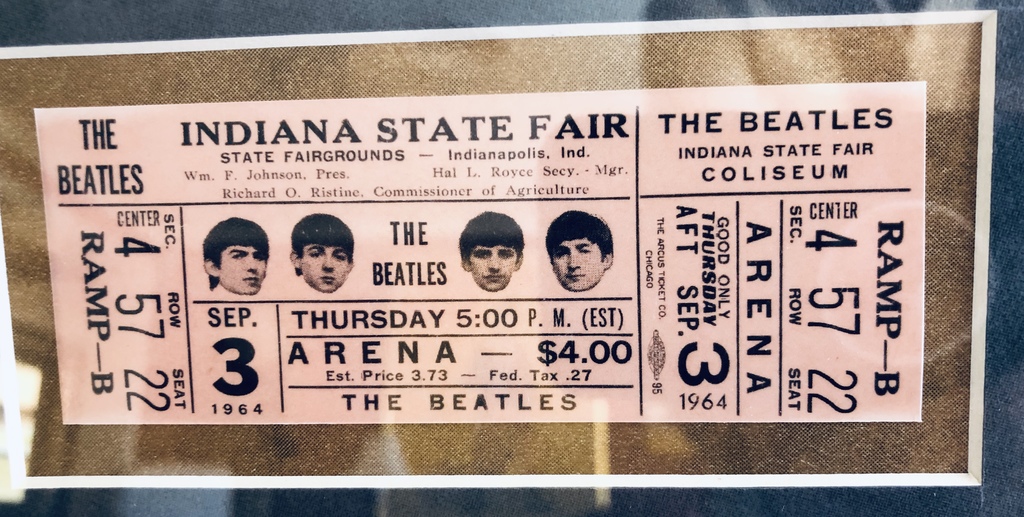 THE
BEATLES
CENTER
SEC.
4
ROW
57
SEAT
22
RAMP—B
INDIANA STATE FAIR
STATE FAIRGROUNDS — Indianapolis, Ind.
Wm. F. Johnson, Pres. Hal L. Royce Secy. - Mgr.
Richard O. Ristine, Commissioner of Agriculture
THE
BEATLES
SEP.
3
1964
THURSDAY 5:00 P. M. (EST)
ARENA — $4.00
Est. Price 3.73 — Fed. Tax .27
THE BEATLES
THE BEATLES
INDIANA STATE FAIR
COLISEUM
THE ARCUS TICKET CO.
CHICAGO
95
GOOD ONLY
THURSDAY
AFT SEP. 3
1964
ARENA
CENTER
SEC.
4
ROW
57
SEAT
22
RAMP—B